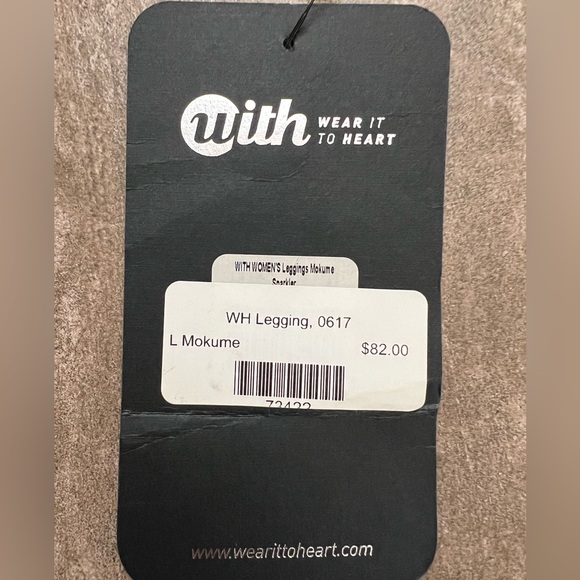 with WEAR IT
TO HEART
WITH WOMEN'S Leggings Mokume
Sparkler
WH Legging, 0617
L Mokume $82.00
73422
www.wearittoheart.com